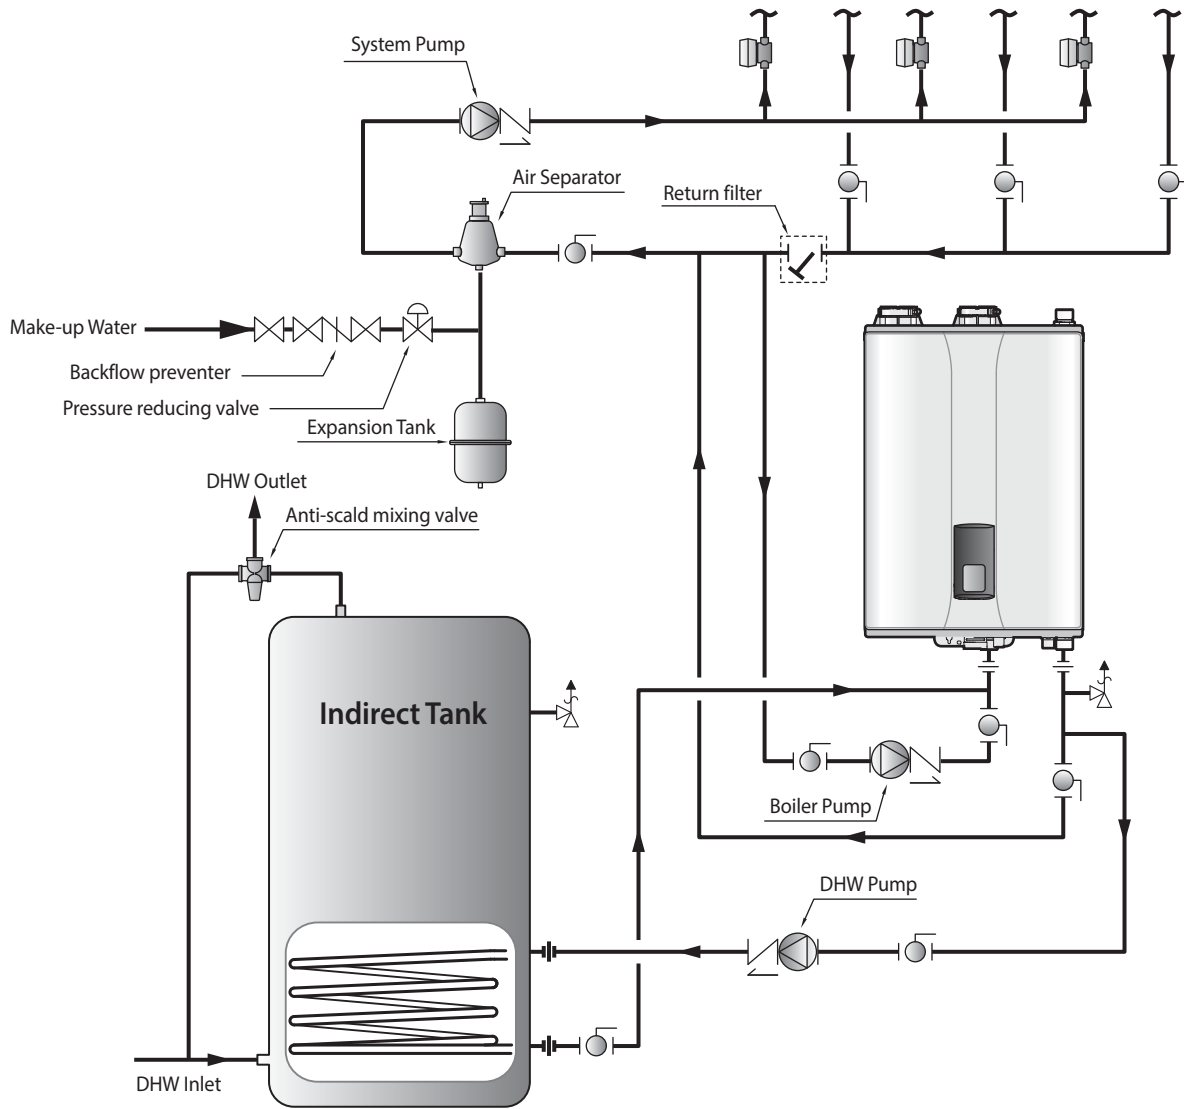 System Pump
Air Separator
Return filter
Make-up Water
Backflow preventer
Pressure reducing valve
Expansion Tank
DHW Outlet
Anti-scald mixing valve
Indirect Tank
Boiler Pump
DHW Pump
DHW Inlet